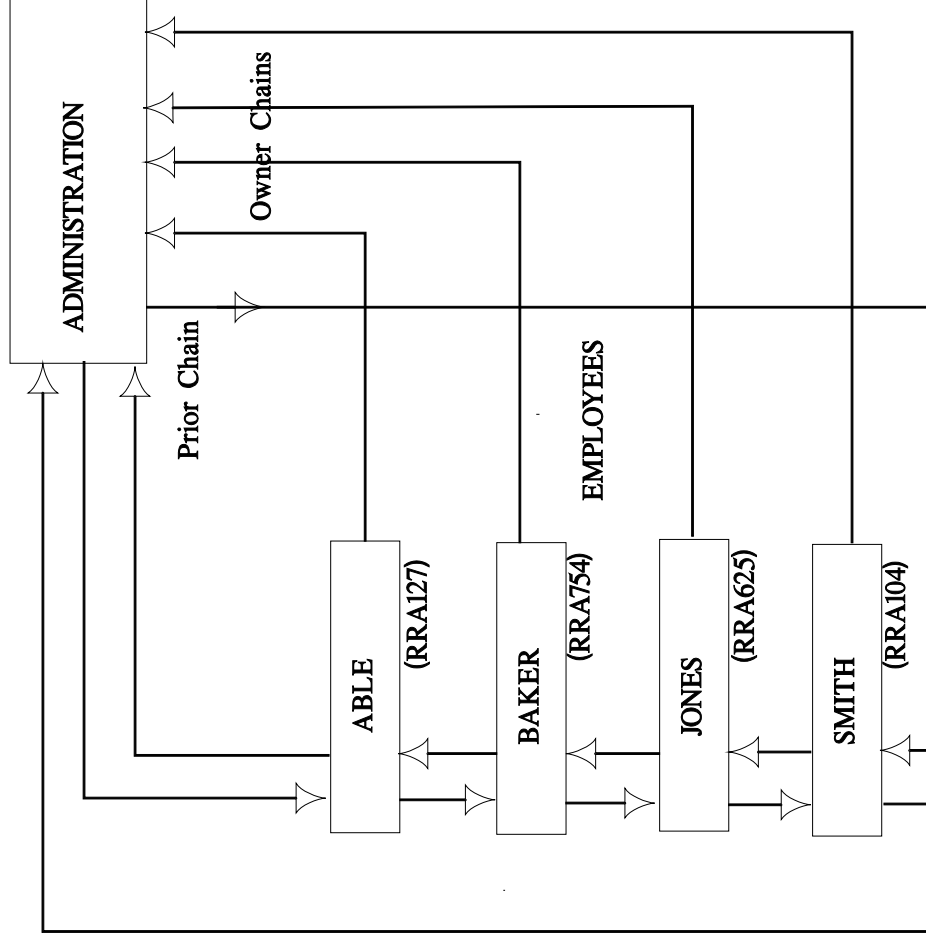 ADMINISTRATION
Owner Chains
Prior Chain
EMPLOYEES
ABLE
(RRA127)
BAKER
(RRA754)
JONES
(RRA625)
SMITH
(RRA104)